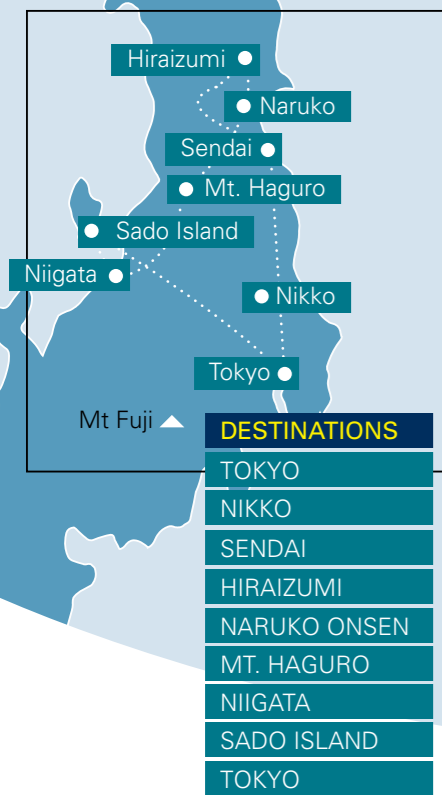 Hiraizumi
Naruko
Sendai
Mt. Haguro
Sado Island
Niigata
Nikko
Tokyo
Mt Fuji
DESTINATIONS
TOKYO
NIKKO
SENDAI
HIRAIZUMI
NARUKO ONSEN
MT. HAGURO
NIIGATA
SADO ISLAND
TOKYO